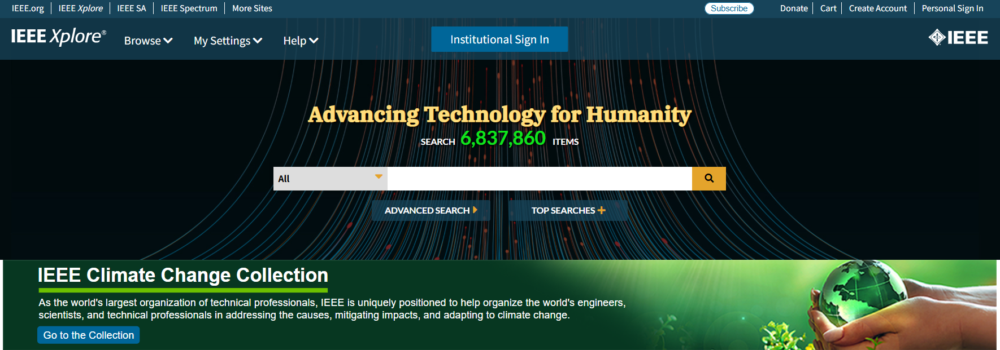 IEEE.org IEEE Xplore IEEE SA IEEE Spectrum More Sites Subscribe Donate Cart Create Account Personal Sign In
IEEE Xplore® Browse My Settings Help Institutional Sign In IEEE
Advancing Technology for Humanity
SEARCH 6,837,860 ITEMS
All
ADVANCED SEARCH TOP SEARCHES
IEEE Climate Change Collection
As the world's largest organization of technical professionals, IEEE is uniquely positioned to help organize the world's engineers,
scientists, and technical professionals in addressing the causes, mitigating impacts, and adapting to climate change.
Go to the Collection